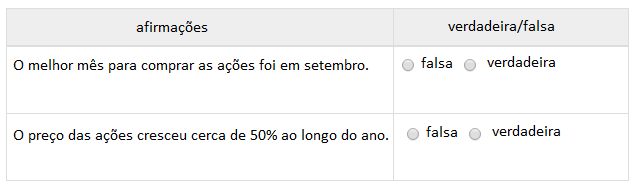 afirmações verdadeira/falsa
O melhor mês para comprar as ações foi em setembro. falsa verdadeira
O preço das ações cresceu cerca de 50% ao longo do ano. falsa verdadeira